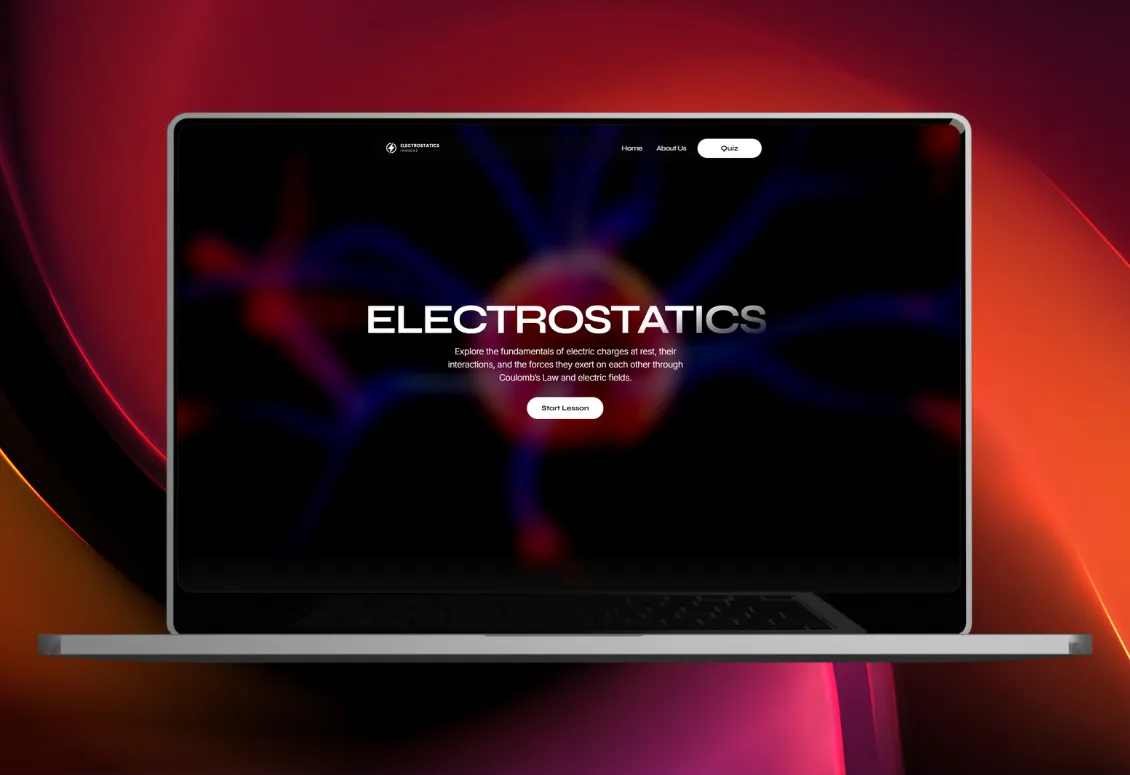 ELECTROSTATICS
Home
About Us
Quiz
ELECTROSTATICS
Explore the fundamentals of electric charges at rest, their
interactions, and the forces they exert on each other through
Coulomb's Law and electric fields.
Start Lesson